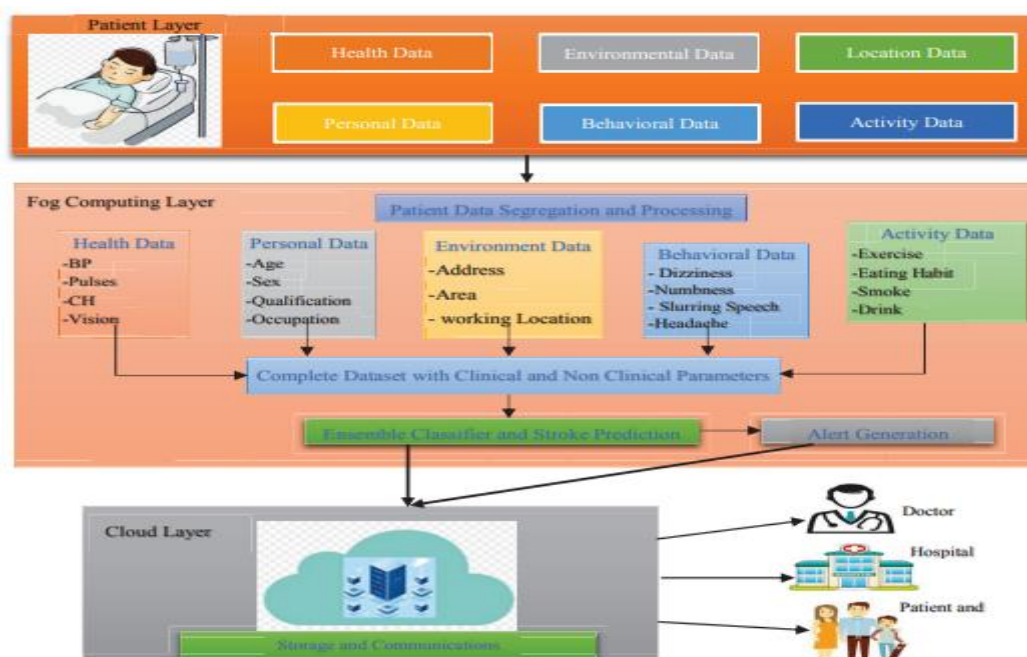 Patient Layer
Health Data
Environmental Data
Location Data
Personal Data
Behavioral Data
Activity Data
Fog Computing Layer
Patient Data Segregation and Processing
Health Data
-BP
-Pulses
-CH
-Vision
Personal Data
-Age
-Sex
-Qualification
-Occupation
Environment Data
-Address
-Area
- working Location
Behavioral Data
- Dizziness
-Numbness
- Slurring Speech
-Headache
Activity Data
-Exercise
-Eating Habit
-Smoke
-Drink
Complete Dataset with Clinical and Non Clinical Parameters
Ensemble Classifier and Stroke Prediction
Alert Generation
Cloud Layer
Storage and Communications
Doctor
Hospital
Patient and